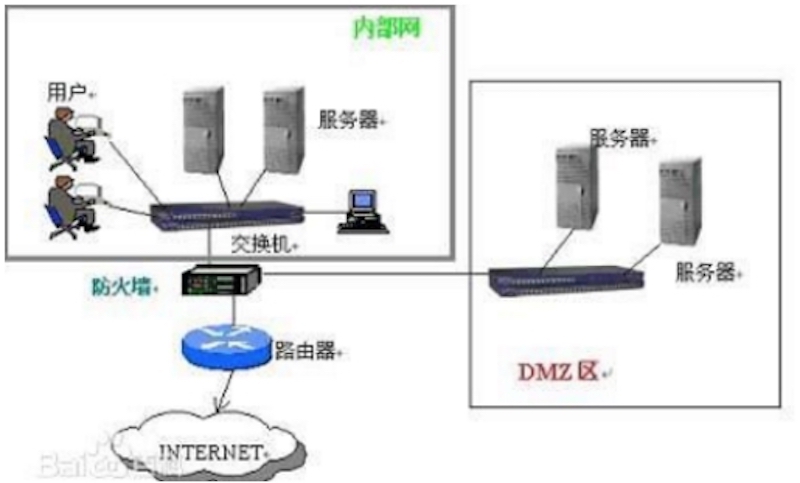 内部网
用户
服务器
服务器
交换机
服务器
防火墙
路由器
DMZ 区
INTERNET
Bai百科